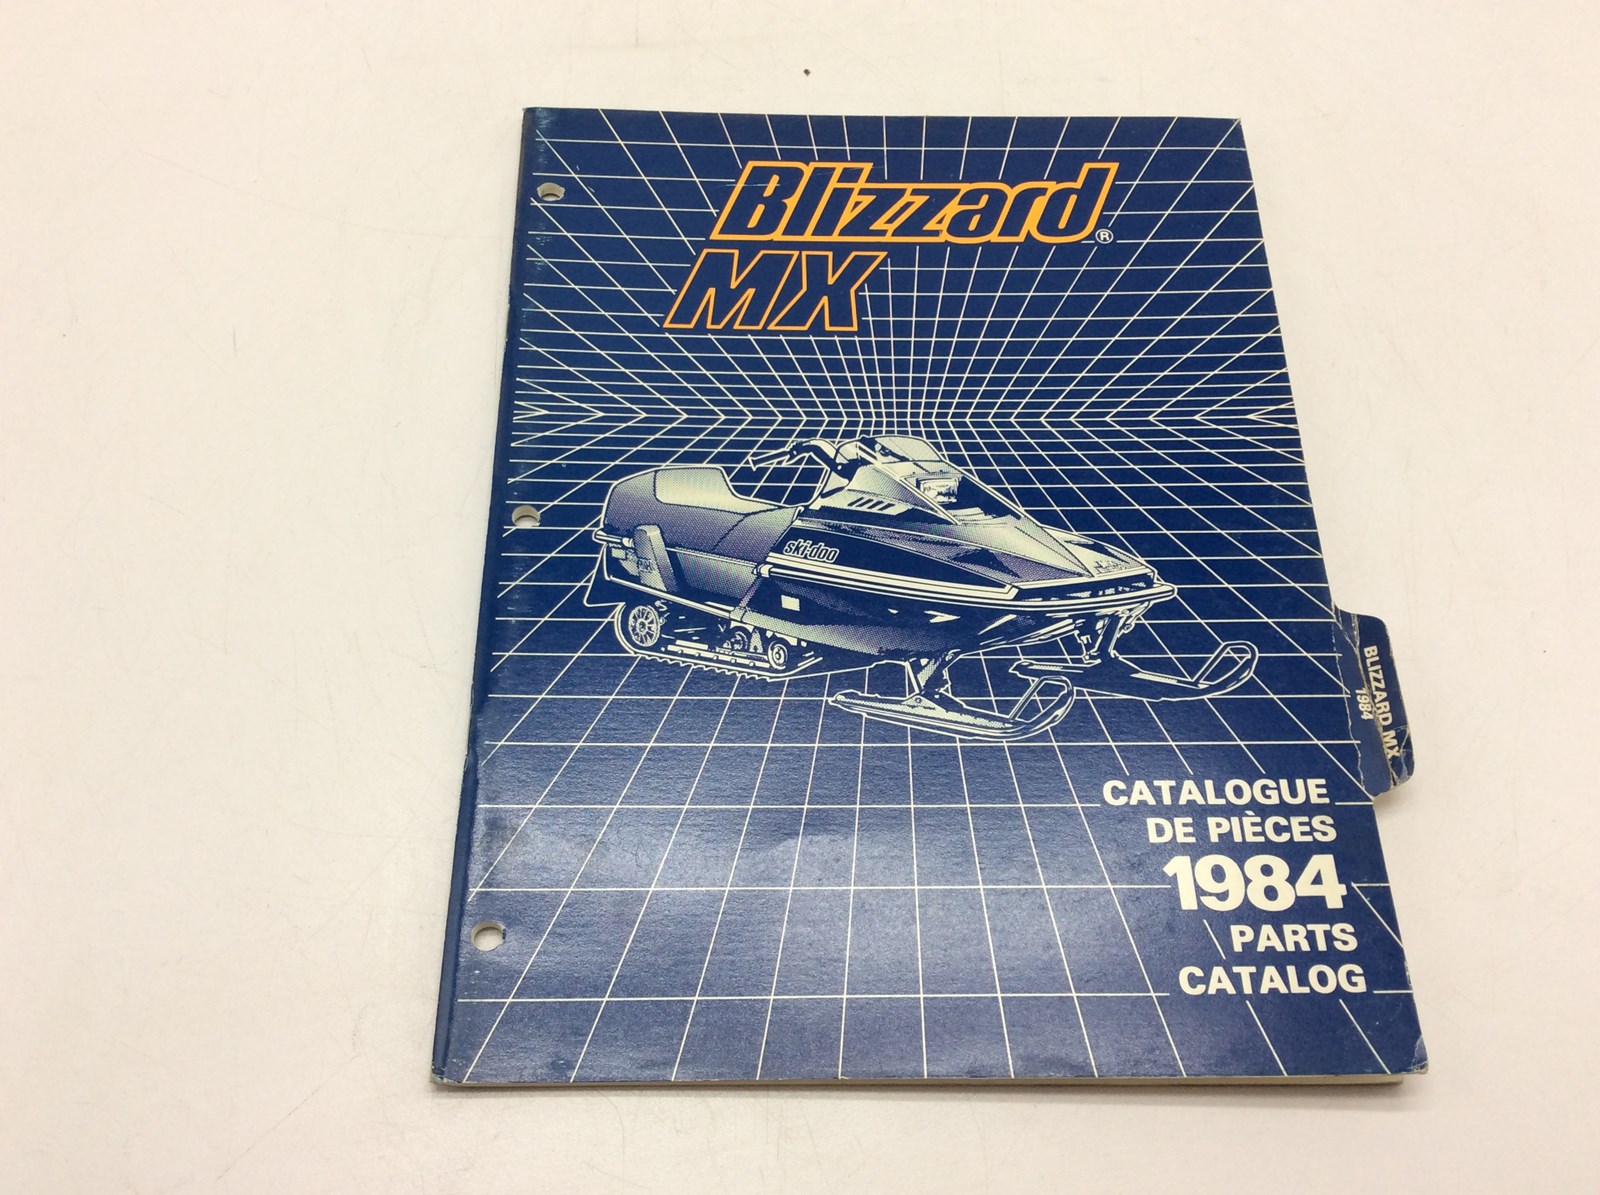 Blizzard®
MX
ski-doo
BLIZZARD MX
1984
CATALOGUE
DE PIÈCES
1984
PARTS
CATALOG